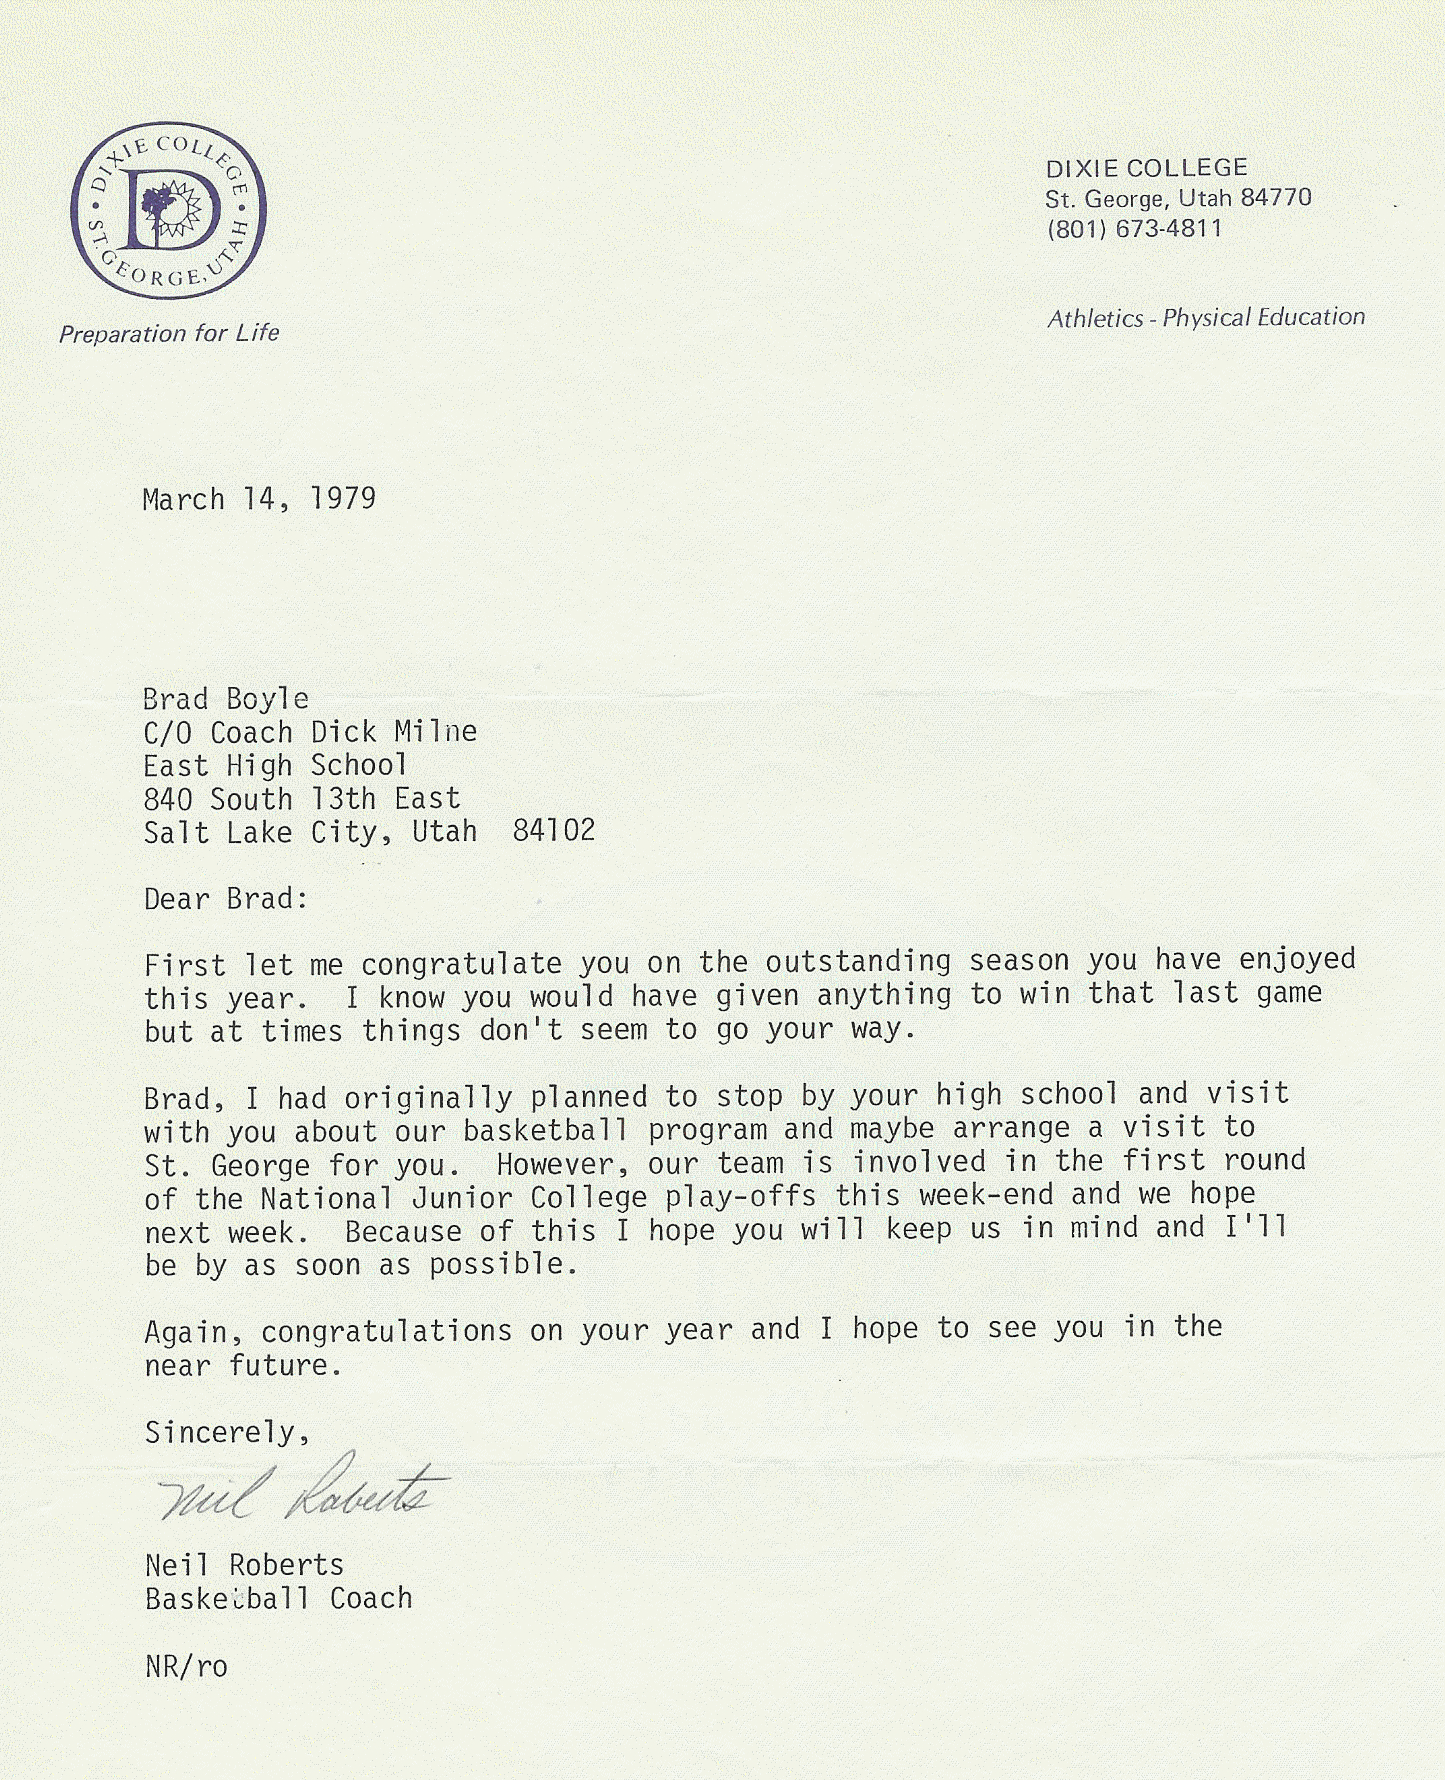 DIXIE COLLEGE
ST. GEORGE, UTAH
D
Preparation for Life
DIXIE COLLEGE
St. George, Utah 84770
(801) 673-4811
Athletics - Physical Education
March 14, 1979
Brad Boyle
C/O Coach Dick Milne
East High School
840 South 13th East
Salt Lake City, Utah  84102
Dear Brad:
First let me congratulate you on the outstanding season you have enjoyed
this year.  I know you would have given anything to win that last game
but at times things don't seem to go your way.
Brad, I had originally planned to stop by your high school and visit
with you about our basketball program and maybe arrange a visit to
St. George for you.  However, our team is involved in the first round
of the National Junior College play-offs this week-end and we hope
next week.  Because of this I hope you will keep us in mind and I'll
be by as soon as possible.
Again, congratulations on your year and I hope to see you in the
near future.
Sincerely,
Neil Roberts
Neil Roberts
Basketball Coach
NR/ro